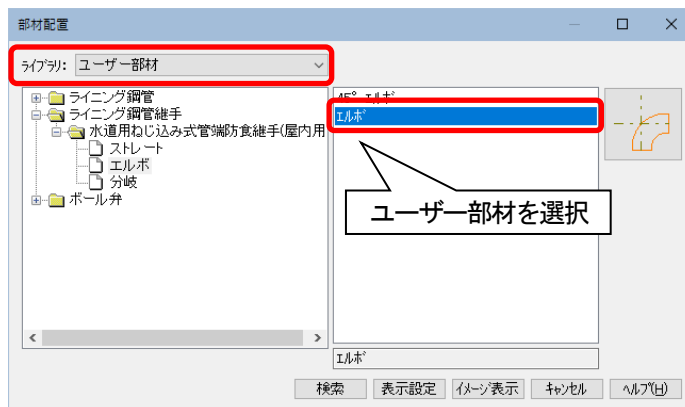 部材配置
ライブラリ: ユーザー部材
ライニング鋼管
ライニング鋼管継手
水道用ねじ込み式管端防食継手(屋内用
ストレート
エルボ
分岐
ボール弁
45° エルボ
エルボ
ユーザー部材を選択
エルボ
検索 表示設定 イメージ表示 キャンセル ヘルプ(H)